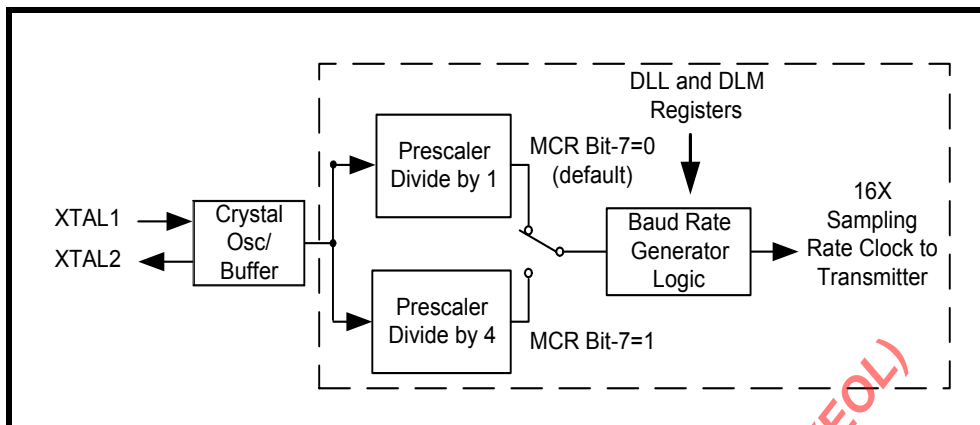 DLL and DLM
Registers
Prescaler
Divide by 1
MCR Bit-7=0
(default)
16X
Sampling
Rate Clock to
Transmitter
XTAL1
XTAL2
Crystal
Osc/
Buffer
Baud Rate
Generator
Logic
Prescaler
Divide by 4
MCR Bit-7=1
EOL)